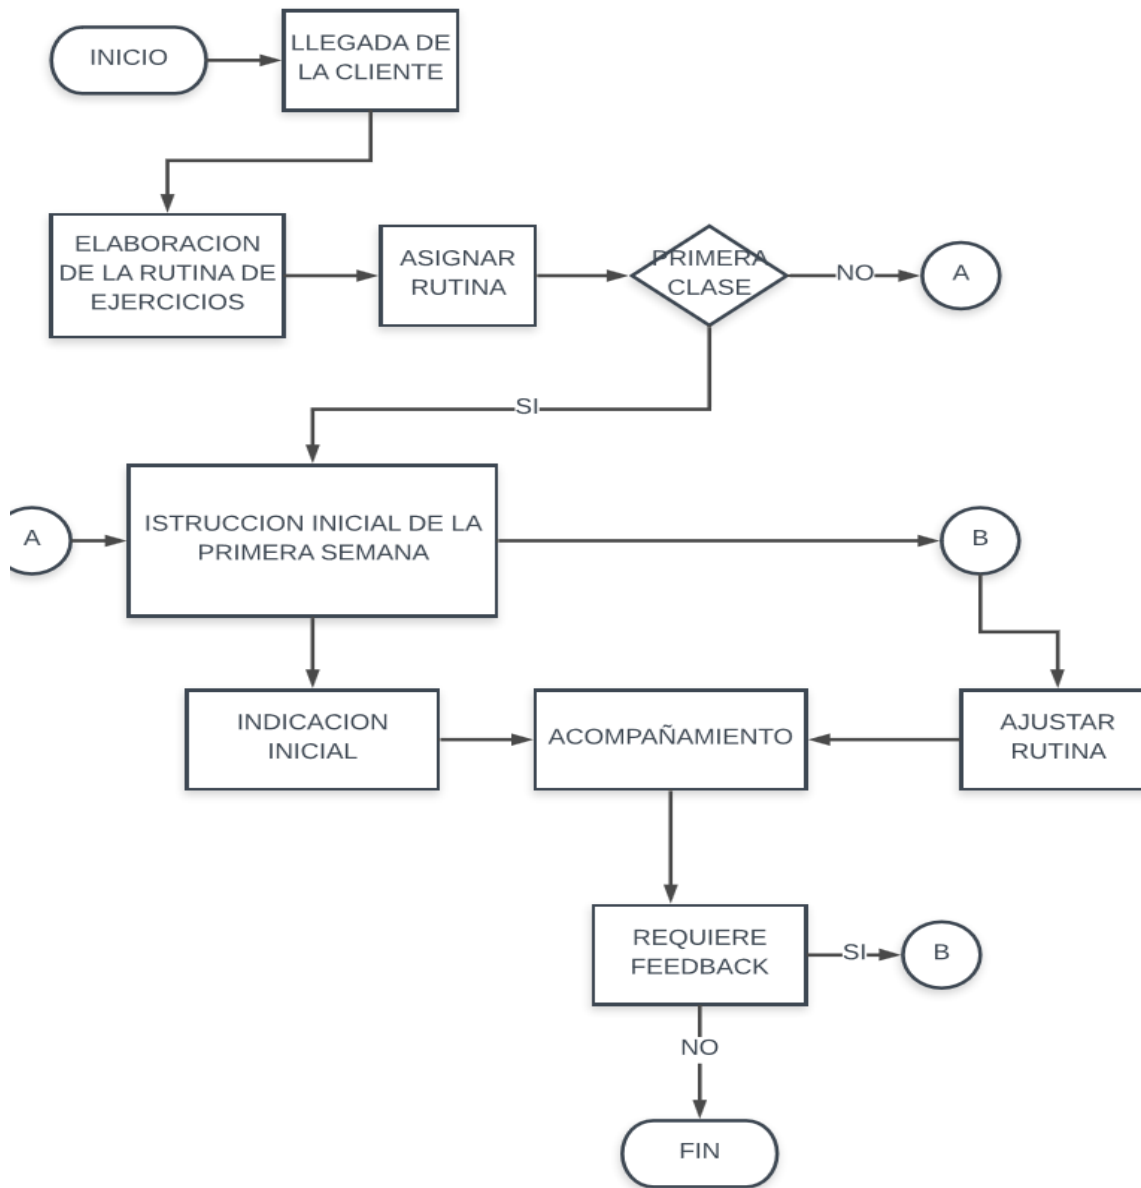 INICIO
LLEGADA DE
LA CLIENTE
ELABORACION
DE LA RUTINA DE
EJERCICIOS
ASIGNAR
RUTINA
PRIMERA
CLASE
NO
A
SI
A
ISTRUCCION INICIAL DE LA
PRIMERA SEMANA
B
INDICACION
INICIAL
ACOMPAÑAMIENTO
AJUSTAR
RUTINA
REQUIERE
FEEDBACK
SI
B
NO
FIN